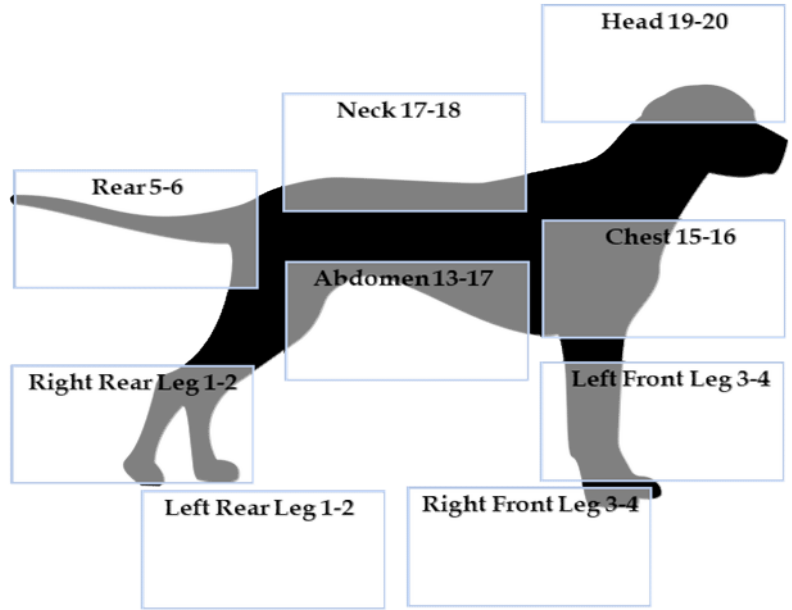 Head 19-20
Neck 17-18
Rear 5-6
Chest 15-16
Abdomen 13-17
Right Rear Leg 1-2
Left Front Leg 3-4
Left Rear Leg 1-2
Right Front Leg 3-4